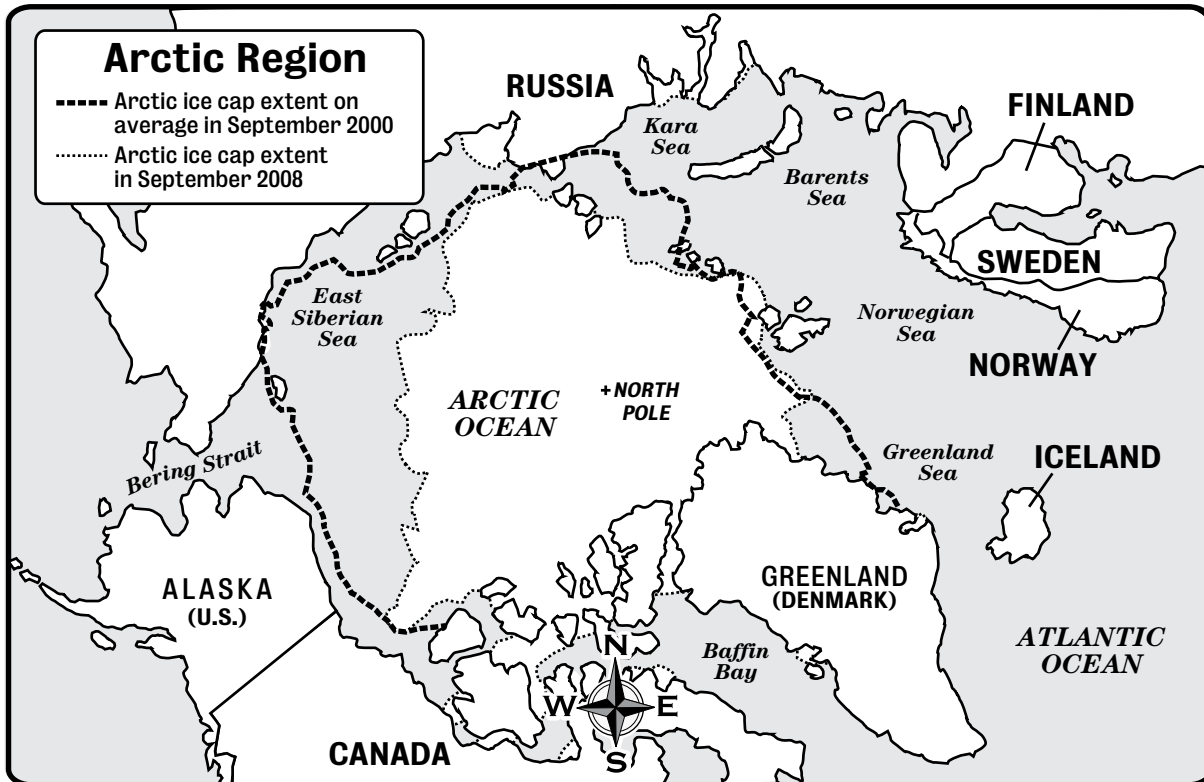 Arctic Region
Arctic ice cap extent on
average in September 2000
Arctic ice cap extent
in September 2008
RUSSIA
Kara
Sea
FINLAND
Barents
Sea
SWEDEN
East
Siberian
Sea
Norwegian
Sea
NORWAY
ARCTIC
OCEAN
+ NORTH
POLE
Bering Strait
Greenland
Sea
ICELAND
ALASKA
(U.S.)
GREENLAND
(DENMARK)
Baffin
Bay
ATLANTIC
OCEAN
N
W
E
S
CANADA